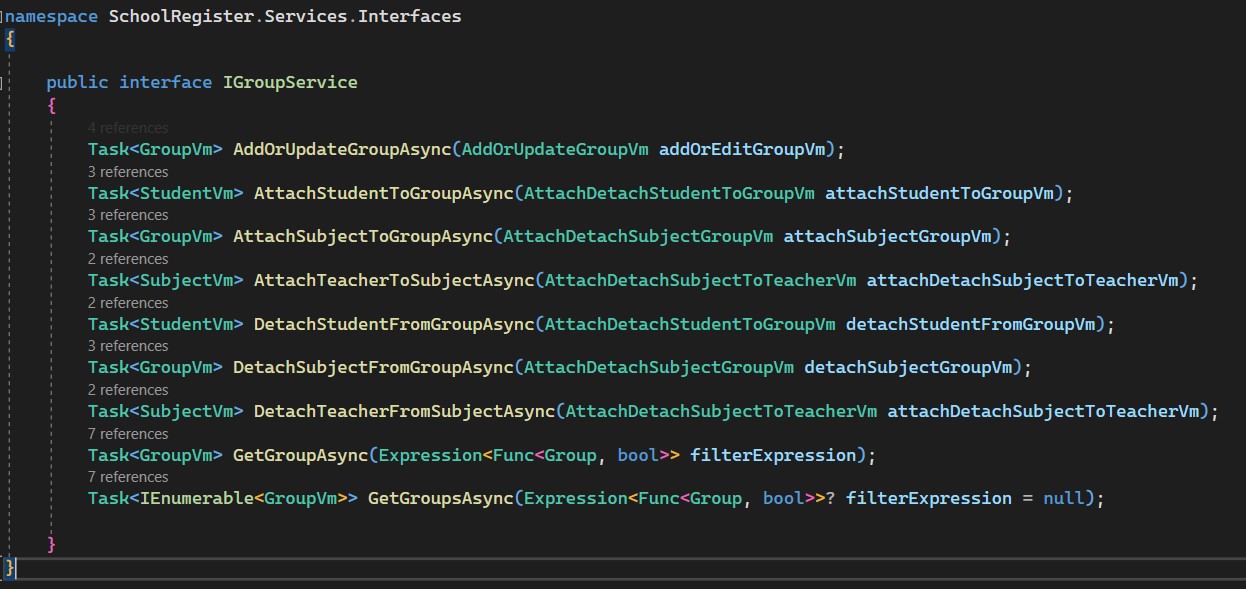 namespace SchoolRegister.Services.Interfaces
{
public interface IGroupService
{
4 references
Task<GroupVm> AddOrUpdateGroupAsync(AddOrUpdateGroupVm addOrEditGroupVm);
3 references
Task<StudentVm> AttachStudentToGroupAsync(AttachDetachStudentToGroupVm attachStudentToGroupVm);
3 references
Task<GroupVm> AttachSubjectToGroupAsync(AttachDetachSubjectGroupVm attachSubjectGroupVm);
2 references
Task<SubjectVm> AttachTeacherToSubjectAsync(AttachDetachSubjectToTeacherVm attachDetachSubjectToTeacherVm);
2 references
Task<StudentVm> DetachStudentFromGroupAsync(AttachDetachStudentToGroupVm detachStudentFromGroupVm);
3 references
Task<GroupVm> DetachSubjectFromGroupAsync(AttachDetachSubjectGroupVm detachSubjectGroupVm);
2 references
Task<SubjectVm> DetachTeacherFromSubjectAsync(AttachDetachSubjectToTeacherVm attachDetachSubjectToTeacherVm);
7 references
Task<GroupVm> GetGroupAsync(Expression<Func<Group, bool>> filterExpression);
7 references
Task<IEnumerable<GroupVm>> GetGroupsAsync(Expression<Func<Group, bool>>? filterExpression = null);
}
}